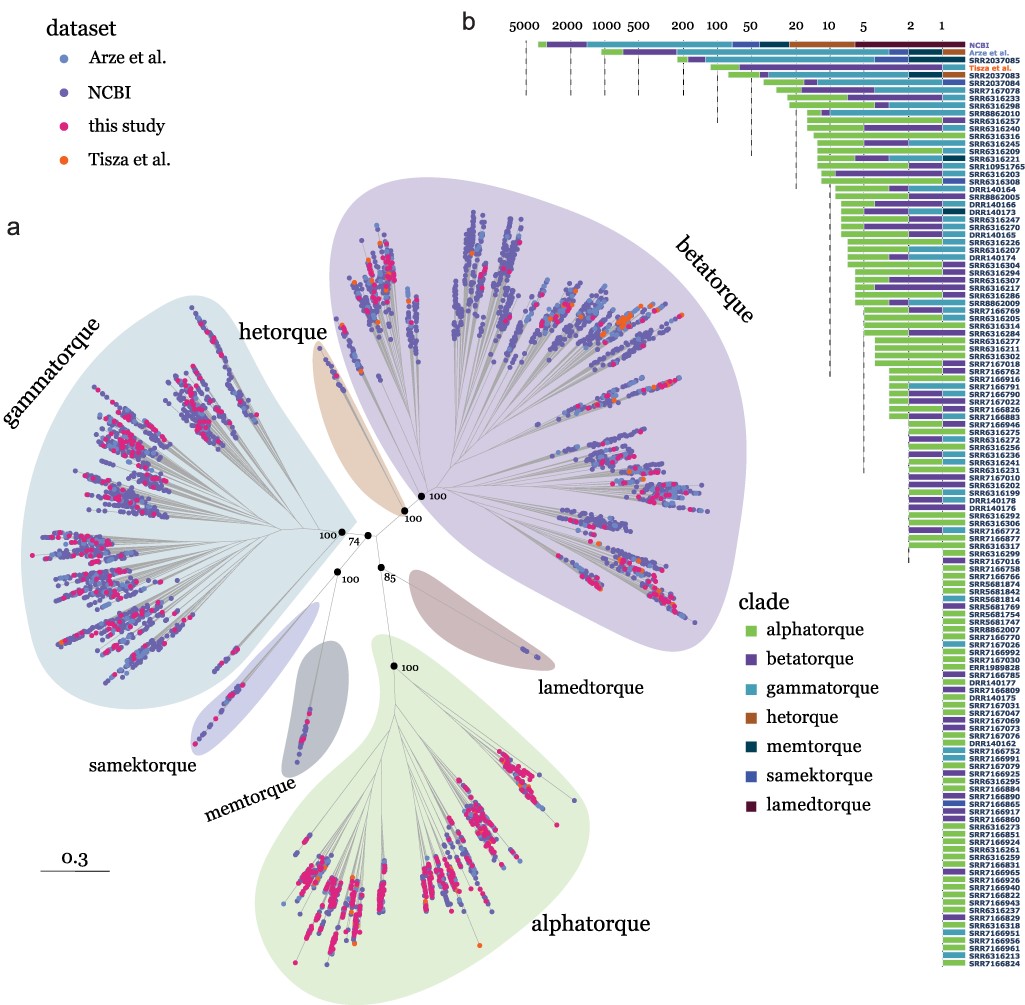 dataset
Arze et al.
NCBI
this study
Tisza et al.
a
gammatorque
hetorque
betatorque
100
100
100
74
100
85
100
samektorque
memtorque
lamedtorque
alphatorque
0.3
clade
alphatorque
betatorque
gammatorque
hetorque
memtorque
samektorque
lamedtorque
b
5000 2000 1000 500 200 100 50 20 10 5 2 1
NCBI
Arze et al.
SRR2037085
Tisza et al.
SRR2037083
SRR2037084
SRR7167078
SRR6316233
SRR6316298
SRR8862010
SRR6316257
SRR6316240
SRR6316316
SRR6316245
SRR6316209
SRR6316221
SRR10951765
SRR6316203
SRR6316308
DRR140164
SRR8862005
DRR140166
DRR140173
SRR6316247
SRR6316270
DRR140165
SRR6316226
SRR6316207
DRR140174
SRR6316304
SRR6316294
SRR6316307
SRR6316217
SRR6316286
SRR8862009
SRR7166769
SRR6316205
SRR6316314
SRR6316284
SRR6316277
SRR6316211
SRR6316302
SRR7167018
SRR7166762
SRR7166916
SRR7166791
SRR7166790
SRR7167022
SRR7166826
SRR7166883
SRR7166946
SRR6316275
SRR6316272
SRR6316256
SRR6316236
SRR6316241
SRR6316231
SRR7167010
SRR6316202
SRR6316199
DRR140178
DRR140176
SRR6316292
SRR6316306
SRR7166772
SRR7166877
SRR6316317
SRR6316299
SRR7167016
SRR7166758
SRR7166766
SRR5681874
SRR5681842
SRR5681814
SRR5681769
SRR5681754
SRR5681747
SRR8862007
SRR7166770
SRR7167026
SRR7166992
SRR7167030
ERR1989828
SRR7166785
DRR140177
SRR7166809
DRR140175
SRR7167031
SRR7167047
SRR7167069
SRR7167073
SRR7167076
DRR140162
SRR7166752
SRR7166991
SRR7167079
SRR7166925
SRR6316295
SRR7166884
SRR7166890
SRR7166865
SRR7166917
SRR7166860
SRR6316273
SRR7166851
SRR7166924
SRR6316261
SRR6316259
SRR7166831
SRR7166965
SRR7166926
SRR7166940
SRR7166822
SRR7166943
SRR6316237
SRR7166829
SRR6316318
SRR7166951
SRR7166956
SRR7166961
SRR6316213
SRR7166824